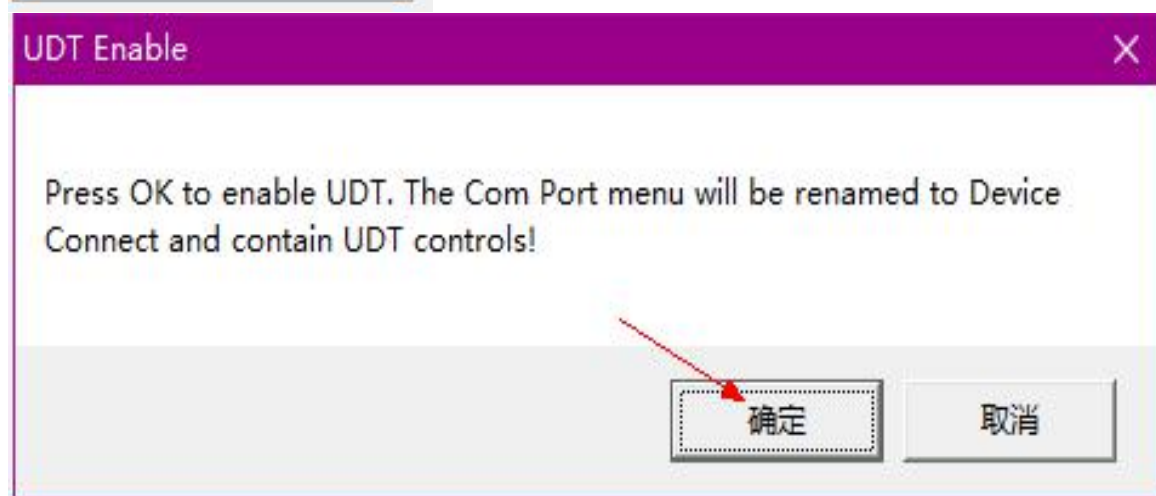 UDT Enable
Press OK to enable UDT. The Com Port menu will be renamed to Device
Connect and contain UDT controls!
确定
取消